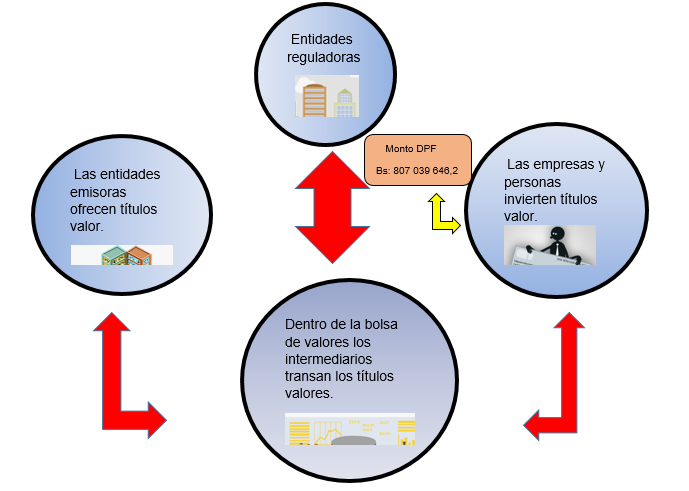 Entidades
reguladoras
Monto DPF
Bs: 807 039 646,2
Las entidades
emisoras
ofrecen títulos
valor.
Las empresas y
personas
invierten títulos
valor.
Dentro de la bolsa
de valores los
intermediarios
transan los títulos
valores.